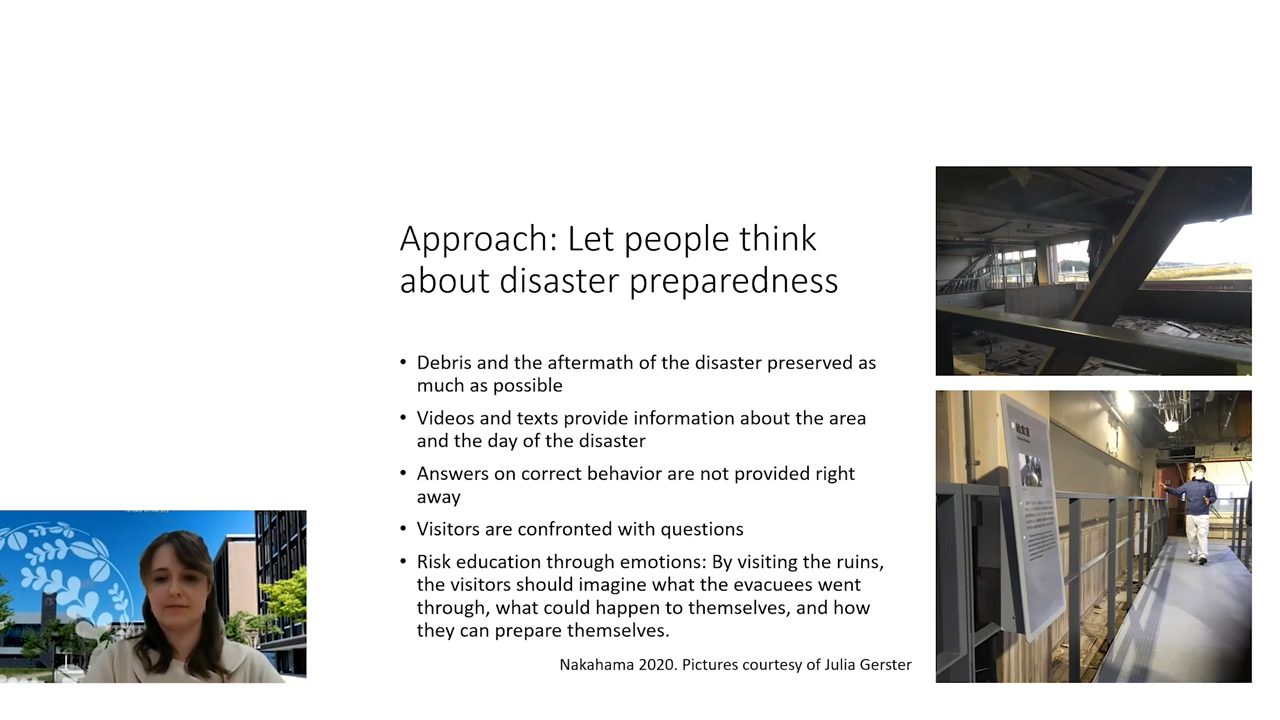 Approach: Let people think
about disaster preparedness
• Debris and the aftermath of the disaster preserved as
much as possible
• Videos and texts provide information about the area
and the day of the disaster
• Answers on correct behavior are not provided right
away
• Visitors are confronted with questions
• Risk education through emotions: By visiting the ruins,
the visitors should imagine what the evacuees went
through, what could happen to themselves, and how
they can prepare themselves.
Nakahama 2020. Pictures courtesy of Julia Gerster